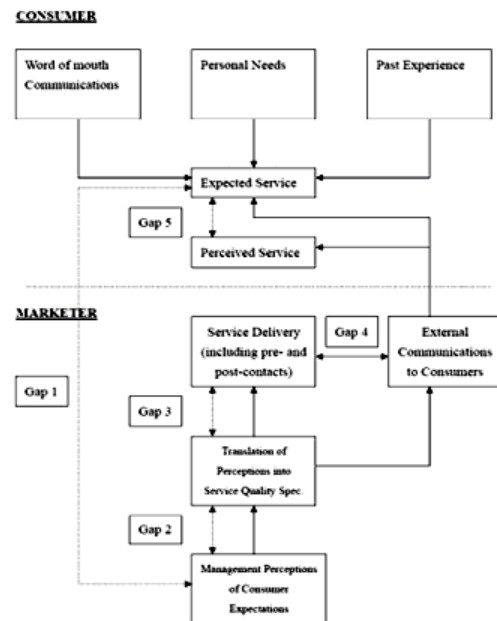 CONSUMER
Word of mouth
Communications
Personal Needs
Past Experience
Expected Service
Gap 5
Perceived Service
MARKETER
Service Delivery
(including pre- and
post-contacts)
Gap 4
External
Communications
to Consumers
Gap 1
Gap 3
Translation of
Perceptions into
Service Quality Spec.
Gap 2
Management Perceptions
of Consumer
Expectations